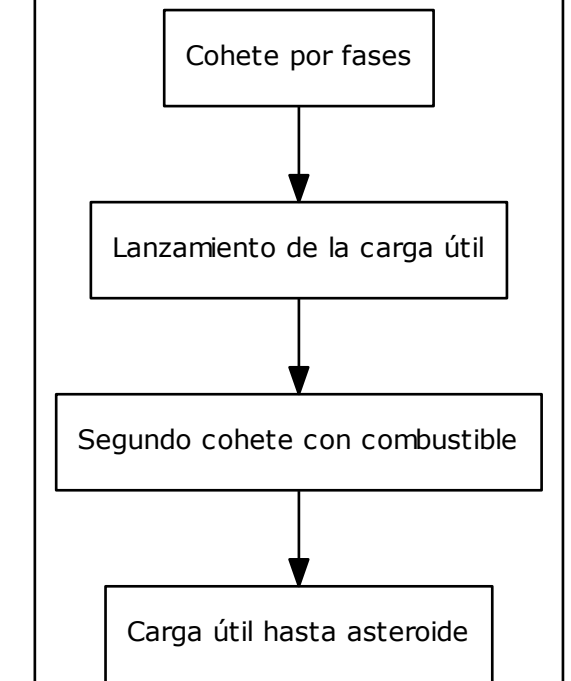 Cohete por fases
Lanzamiento de la carga útil
Segundo cohete con combustible
Carga útil hasta asteroide